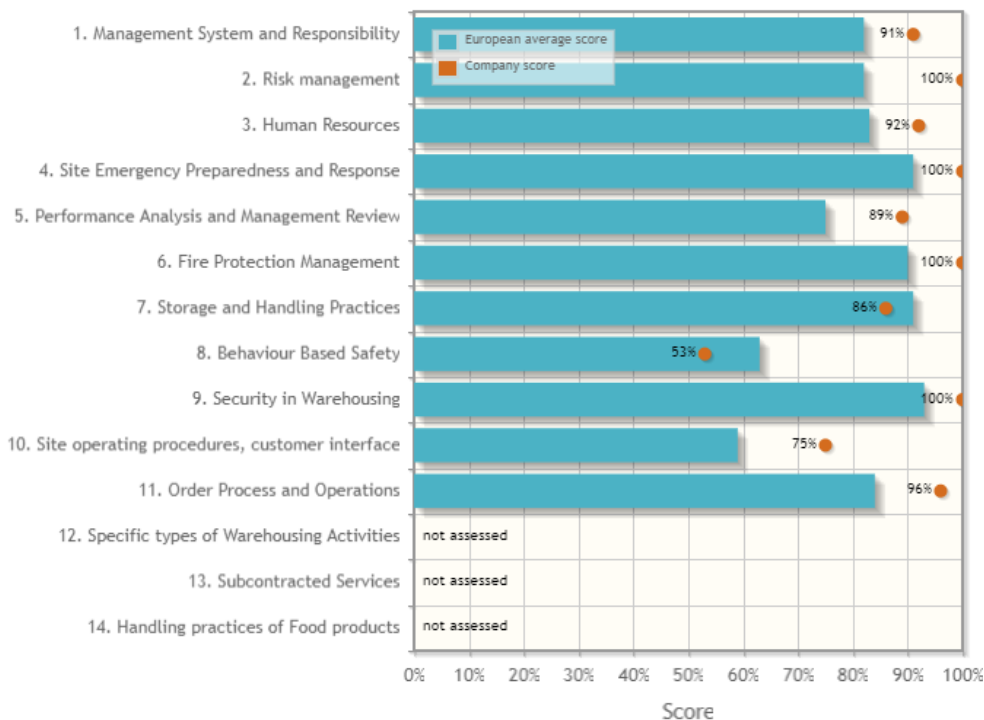 1. Management System and Responsibility
European average score
91%
Company score
2. Risk management
100%
3. Human Resources
92%
4. Site Emergency Preparedness and Response
100%
5. Performance Analysis and Management Review
89%
6. Fire Protection Management
100%
7. Storage and Handling Practices
86%
8. Behaviour Based Safety
53%
9. Security in Warehousing
100%
10. Site operating procedures, customer interface
75%
11. Order Process and Operations
96%
12. Specific types of Warehousing Activities
not assessed
13. Subcontracted Services
not assessed
14. Handling practices of Food products
not assessed
0% 10% 20% 30% 40% 50% 60% 70% 80% 90% 100%
Score